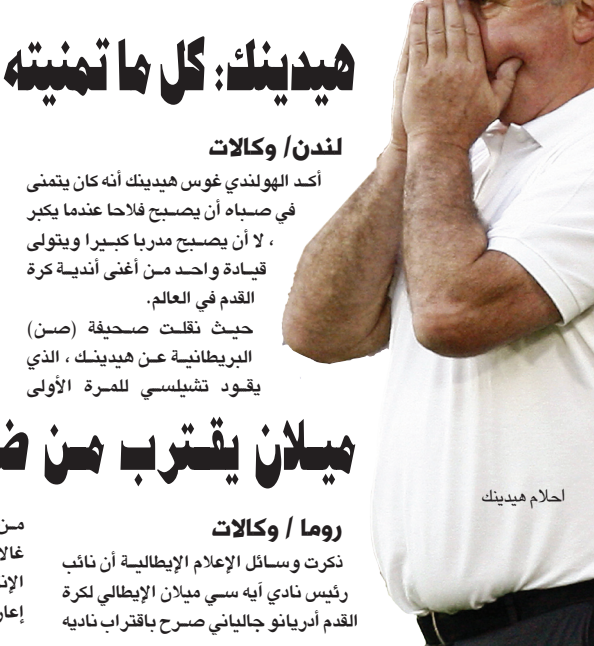 هيدينك: كل ما تمنيته
لندن/ وكالات
أكد الهولندي غوس هيدينك أنه كان يتمنى
في صباه أن يصبح فلاحا عندما يكبر
، لا أن يصبح مدربا كبيرا ويتولى
قيادة واحد من أغنى أندية كرة
القدم في العالم.
حيث نقلت صحيفة (صن)
البريطانية عن هيدينك ، الذي
يقود تشيلسي للمرة الأولى
ميلان يقترب من
احلام هيدينك
روما / وكالات
ذكرت وسائل الإعلام الإيطالية أن نائب
رئيس نادي آيه سي ميلان الإيطالي لكرة
القدم أدريانو جالياني صرح باقتراب ناديه
من